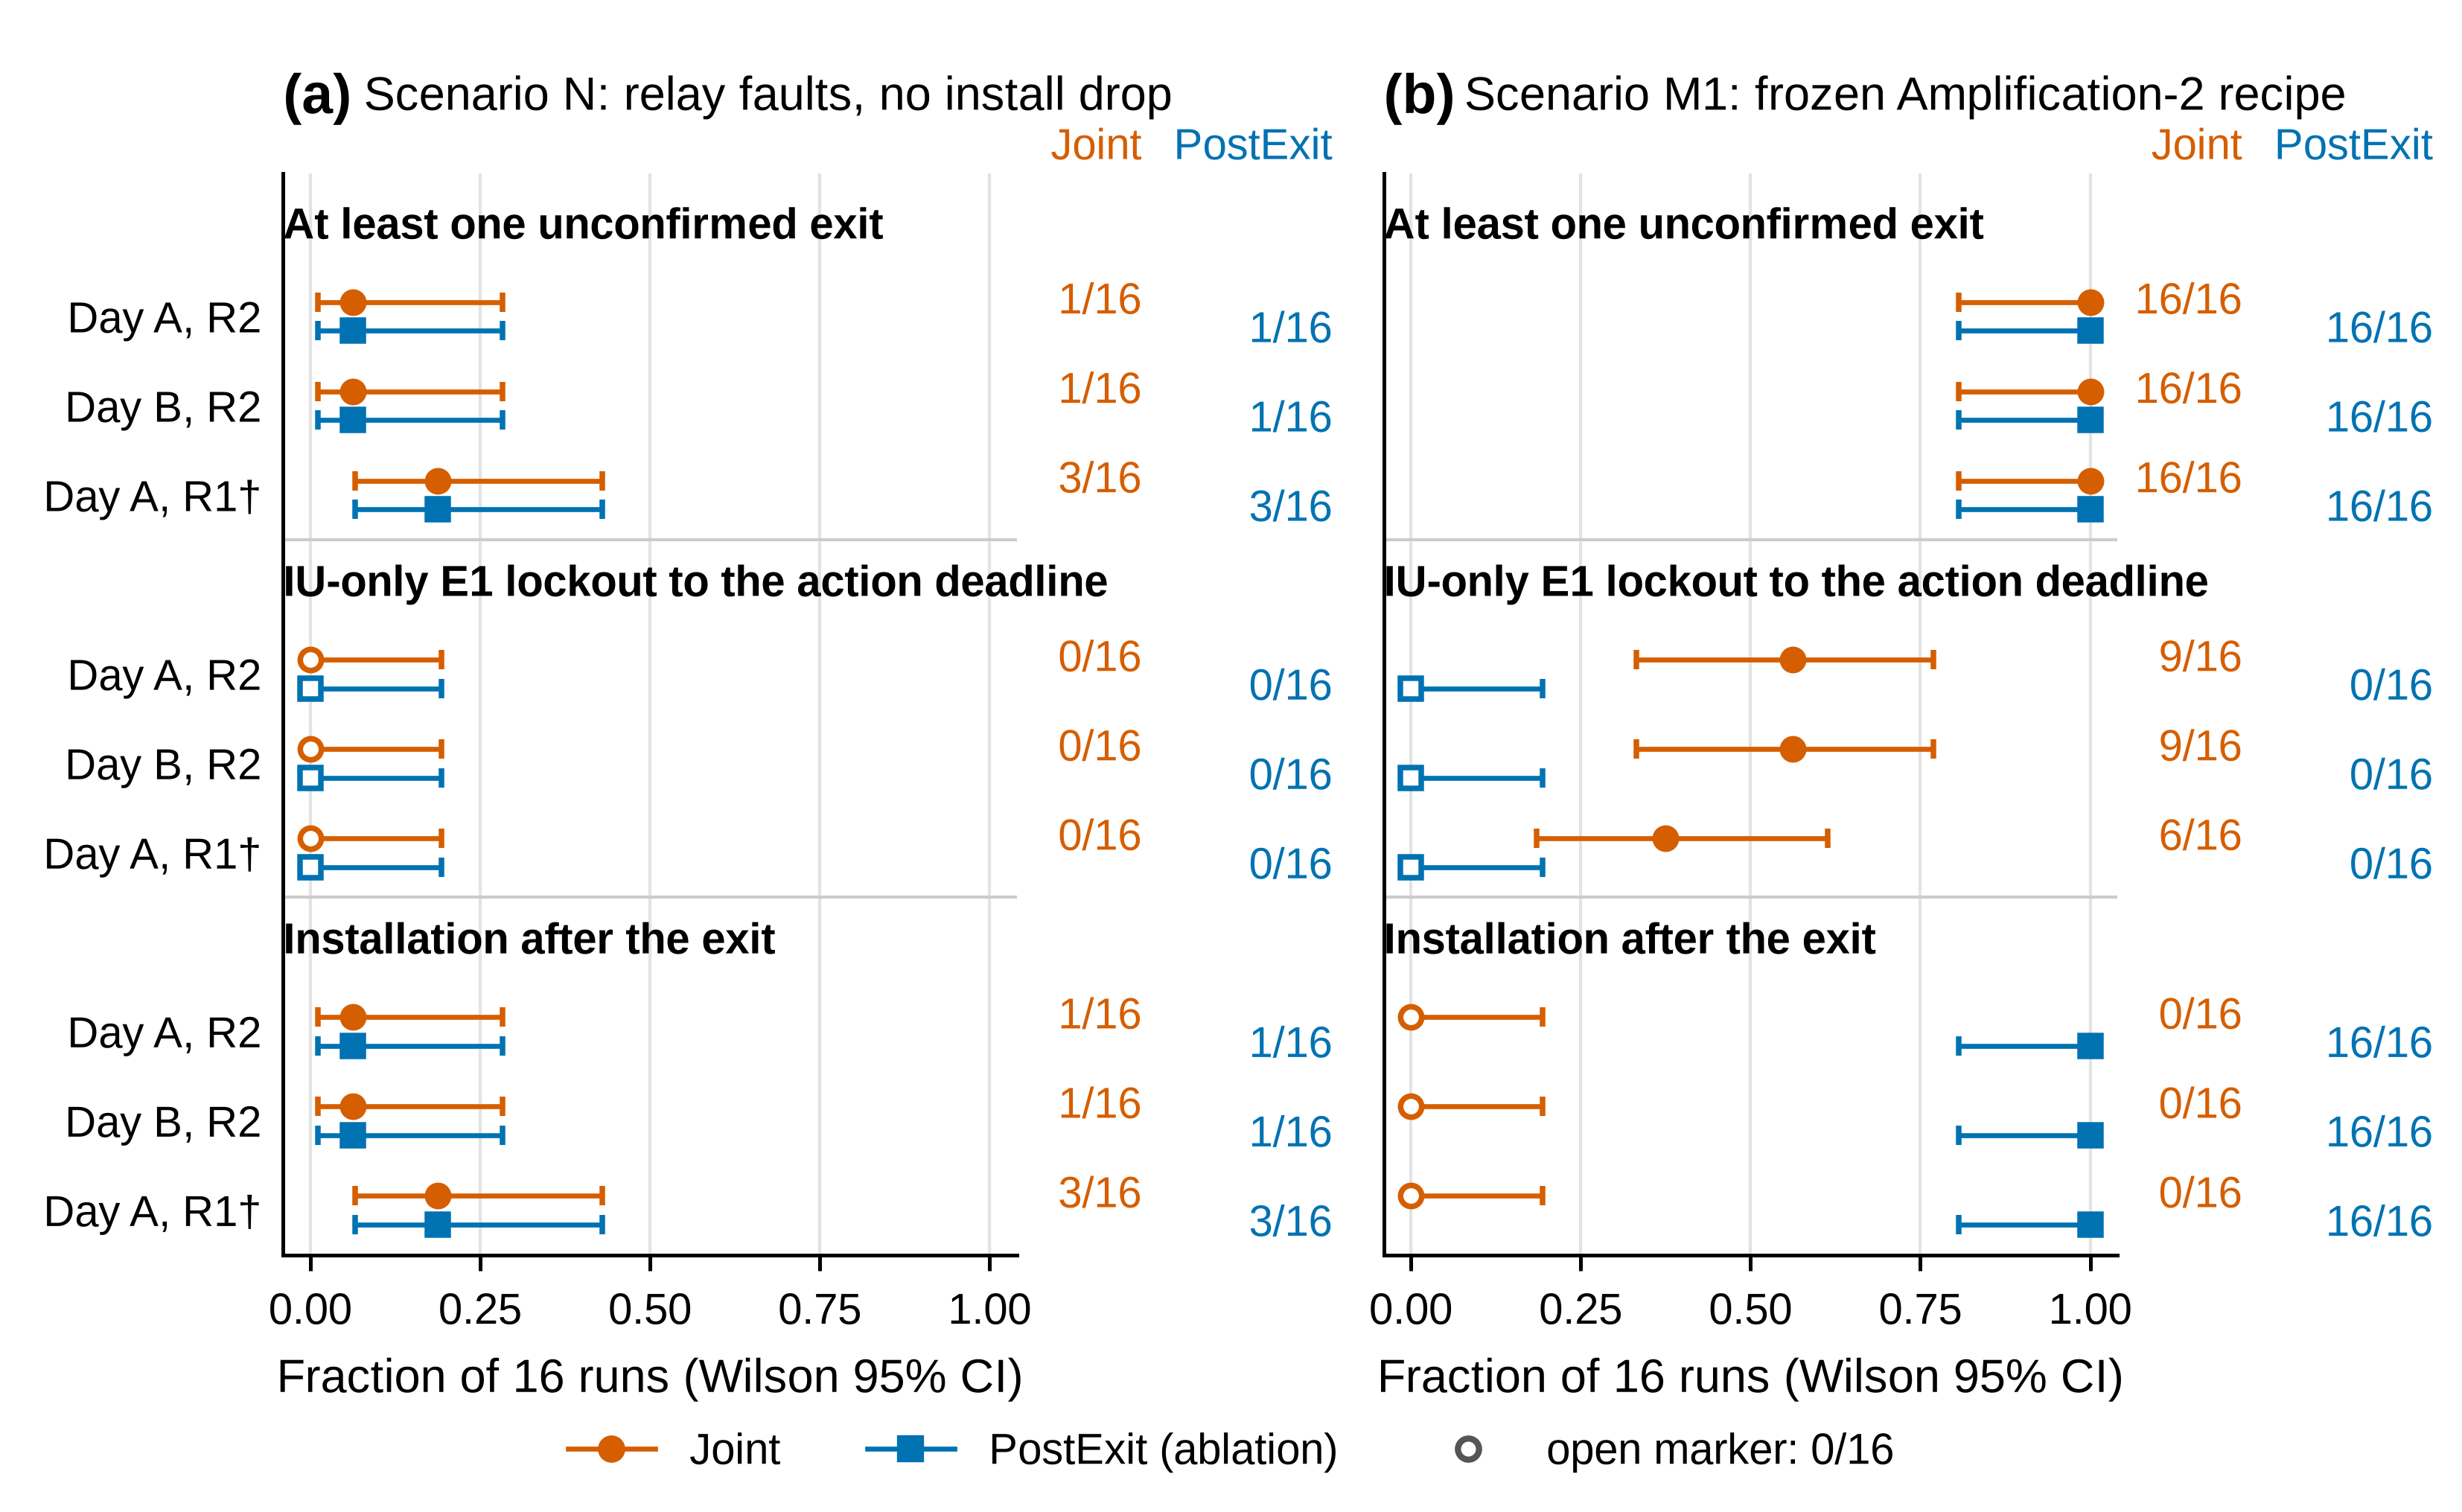 (a) Scenario N: relay faults, no install drop
Joint PostExit
At least one unconfirmed exit
Day A, R2 1/16 1/16
Day B, R2 1/16 1/16
Day A, R1† 3/16 3/16
IU-only E1 lockout to the action deadline
Day A, R2 0/16 0/16
Day B, R2 0/16 0/16
Day A, R1† 0/16 0/16
Installation after the exit
Day A, R2 1/16 1/16
Day B, R2 1/16 1/16
Day A, R1† 3/16 3/16
0.00 0.25 0.50 0.75 1.00
Fraction of 16 runs (Wilson 95% CI)
(b) Scenario M1: frozen Amplification-2 recipe
Joint PostExit
At least one unconfirmed exit
16/16 16/16
16/16 16/16
16/16 16/16
IU-only E1 lockout to the action deadline
9/16 0/16
9/16 0/16
6/16 0/16
Installation after the exit
0/16 16/16
0/16 16/16
0/16 16/16
0.00 0.25 0.50 0.75 1.00
Fraction of 16 runs (Wilson 95% CI)
Joint PostExit (ablation) open marker: 0/16